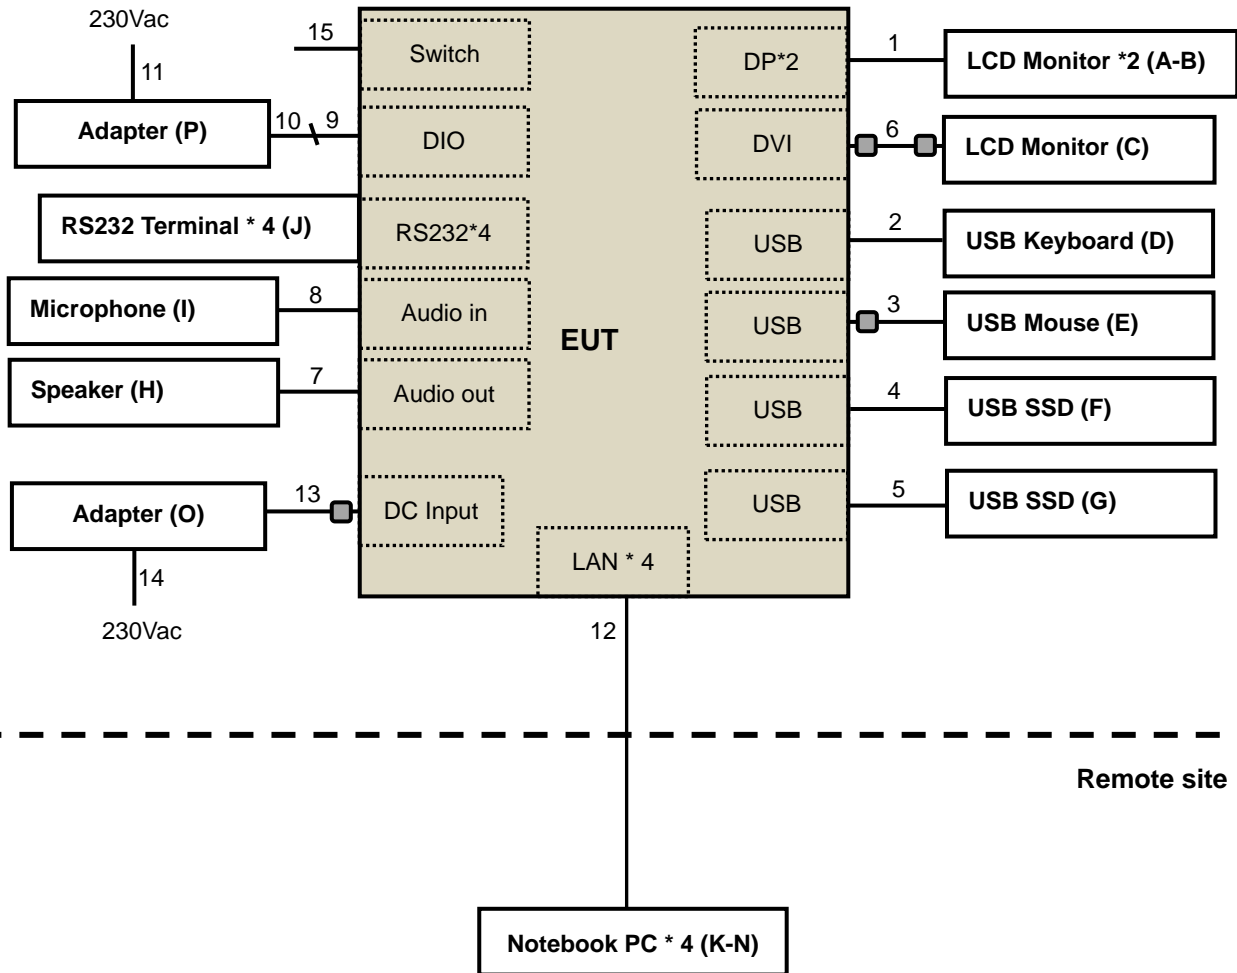 230Vac
15
Switch
DP*2
1
LCD Monitor *2 (A-B)
11
Adapter (P)
10
9
DIO
DVI
6
LCD Monitor (C)
RS232 Terminal * 4 (J)
RS232*4
USB
2
USB Keyboard (D)
Microphone (I)
8
Audio in
EUT
USB
3
USB Mouse (E)
Speaker (H)
7
Audio out
USB
4
USB SSD (F)
Adapter (O)
13
DC Input
USB
5
USB SSD (G)
LAN * 4
14
230Vac
12
Remote site
Notebook PC * 4 (K-N)